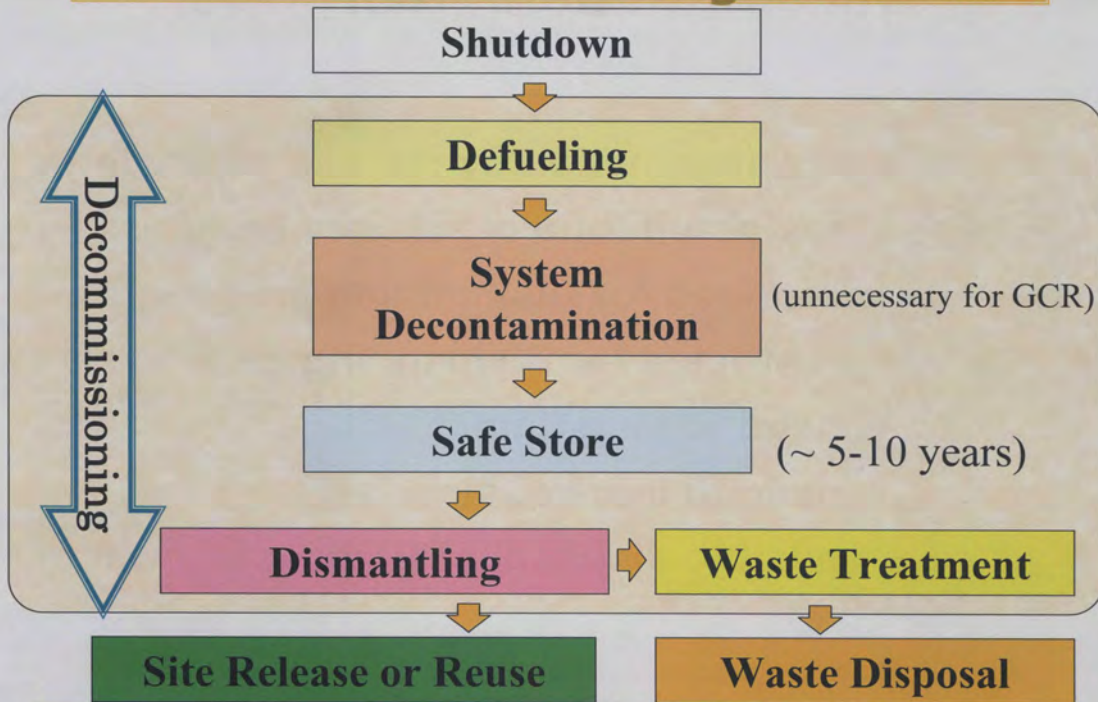 Shutdown
Decommissioning
Defueling
System
Decontamination
(unnecessary for GCR)
Safe Store
(~ 5-10 years)
Dismantling
Waste Treatment
Site Release or Reuse
Waste Disposal